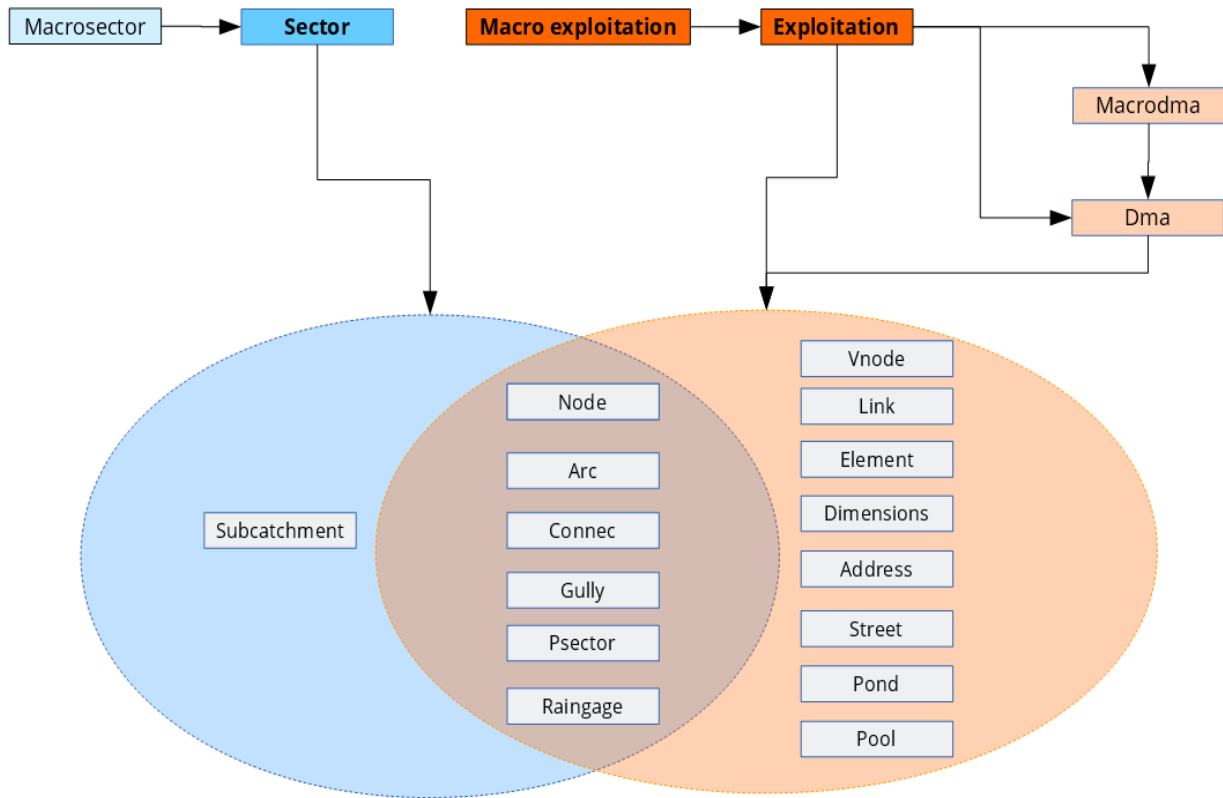 Macrosector
Sector
Macro exploitation
Exploitation
Macrodma
Dma
Vnode
Node
Link
Arc
Element
Subcatchment
Connec
Dimensions
Gully
Address
Psector
Street
Raingage
Pond
Pool